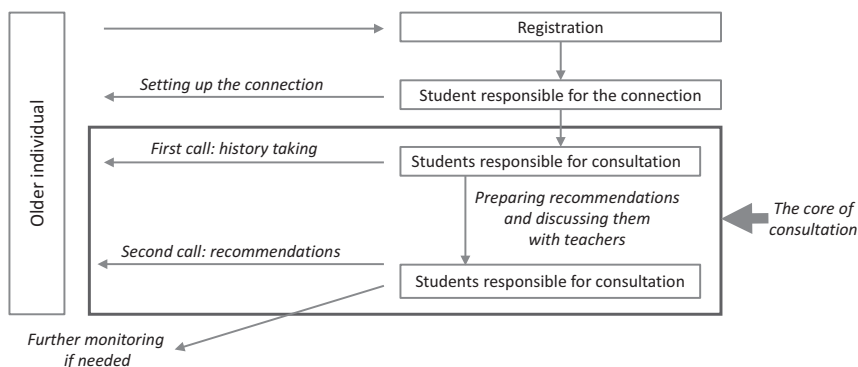 Older individual
Registration
Setting up the connection
Student responsible for the connection
First call: history taking
Students responsible for consultation
Preparing recommendations
and discussing them
with teachers
The core of
consultation
Second call: recommendations
Students responsible for consultation
Further monitoring
if needed